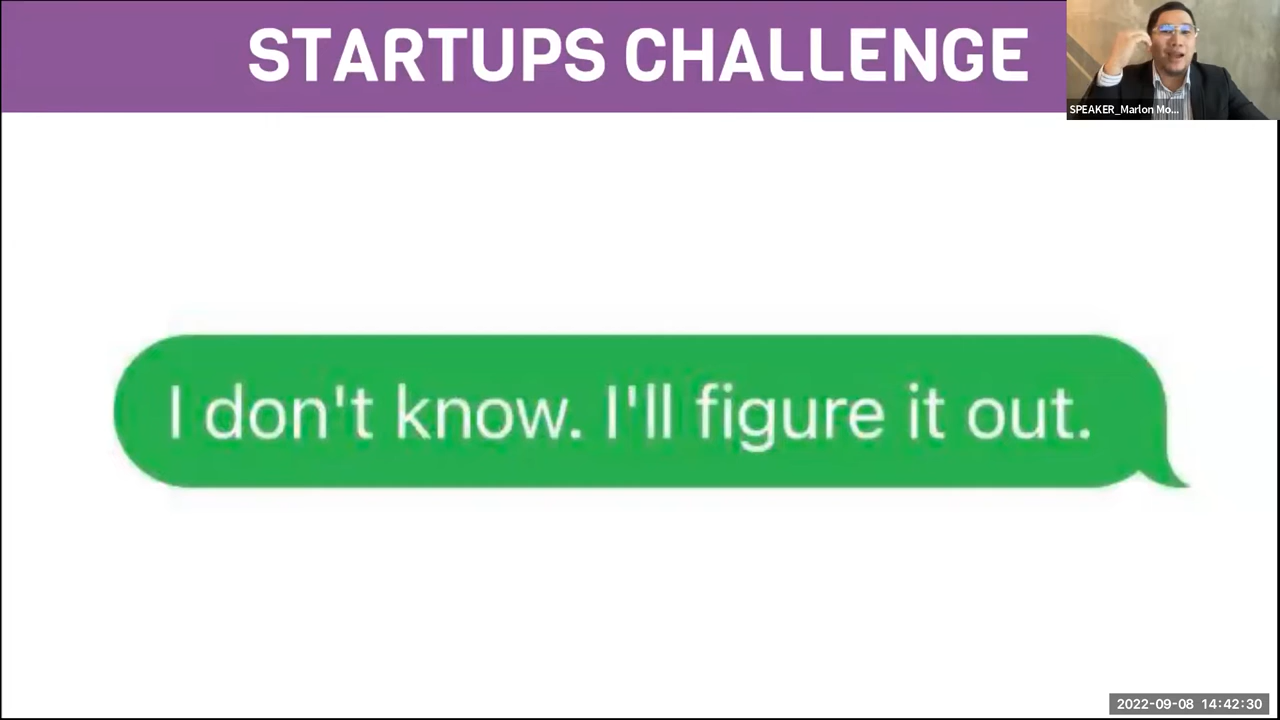 STARTUPS CHALLENGE
SPEAKER_Marlon Mo...
I don't know. I'll figure it out.
2022-09-08 14:42:30